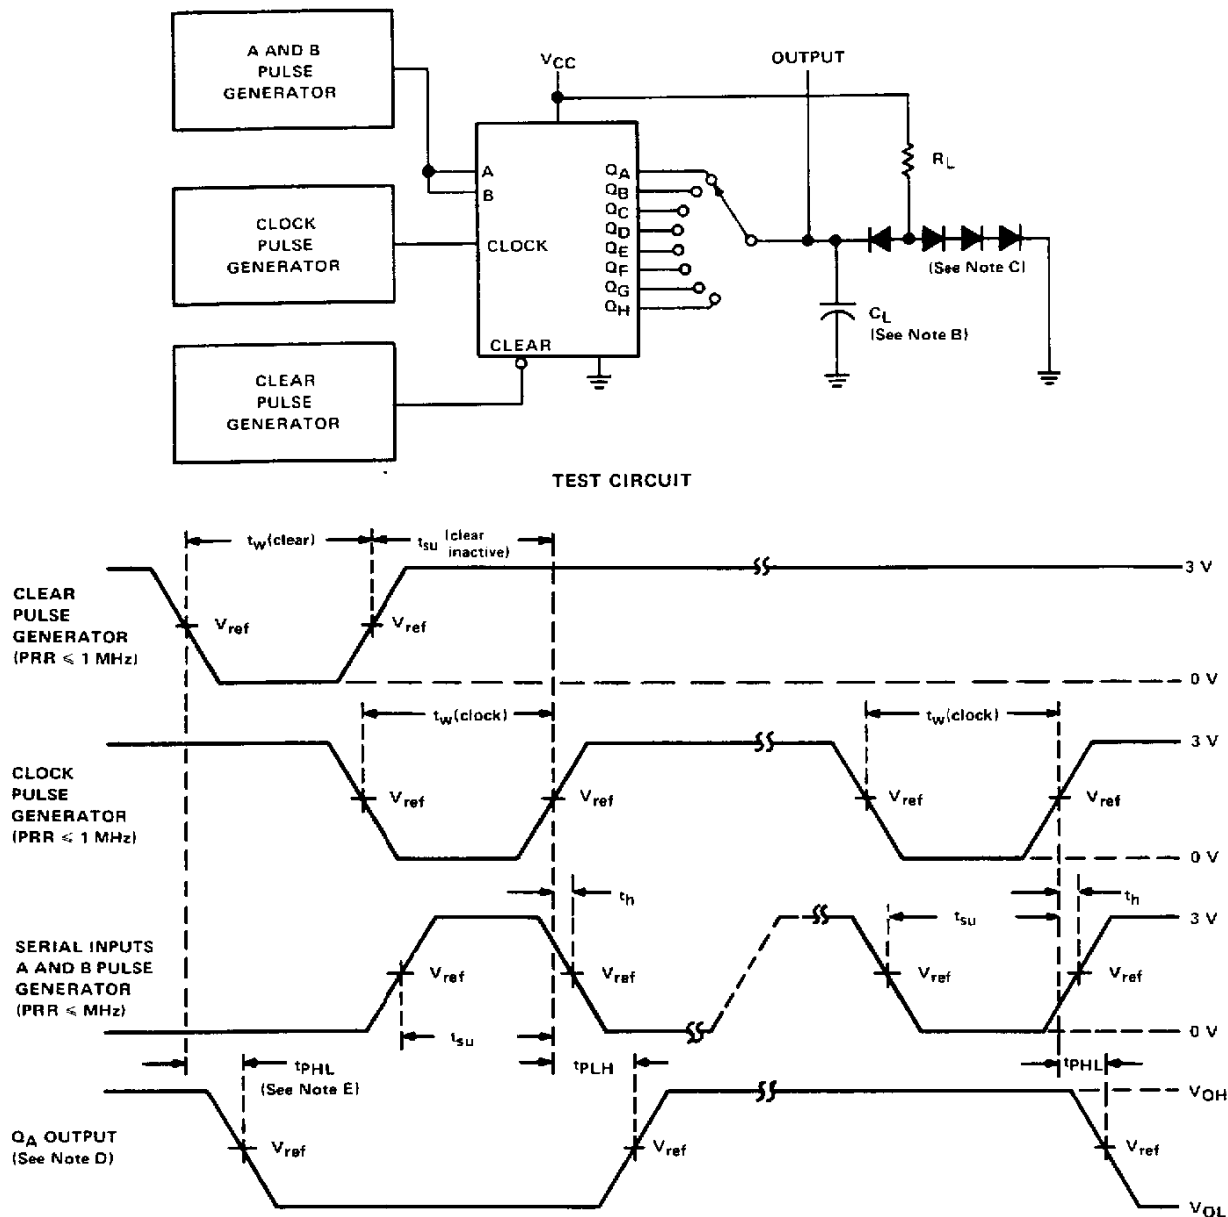 A AND B
PULSE
GENERATOR
VCC
OUTPUT
RL
A
B
QA
QB
QC
QD
QE
QF
QG
QH
CLOCK
PULSE
GENERATOR
CLOCK
(See Note C)
CL
(See Note B)
CLEAR
CLEAR
PULSE
GENERATOR
TEST CIRCUIT
tw(clear)
tsu (clear inactive)
3 V
CLEAR
PULSE
GENERATOR
(PRR ⩽ 1 MHz)
Vref
Vref
0 V
tw(clock)
tw(clock)
3 V
CLOCK
PULSE
GENERATOR
(PRR ⩽ 1 MHz)
Vref
Vref
Vref
Vref
0 V
th
th
tsu
3 V
SERIAL INPUTS
A AND B PULSE
GENERATOR
(PRR ⩽ MHz)
Vref
Vref
Vref
Vref
0 V
tsu
tPHL
(See Note E)
tPLH
tPHL
VOH
QA OUTPUT
(See Note D)
Vref
Vref
Vref
VOL